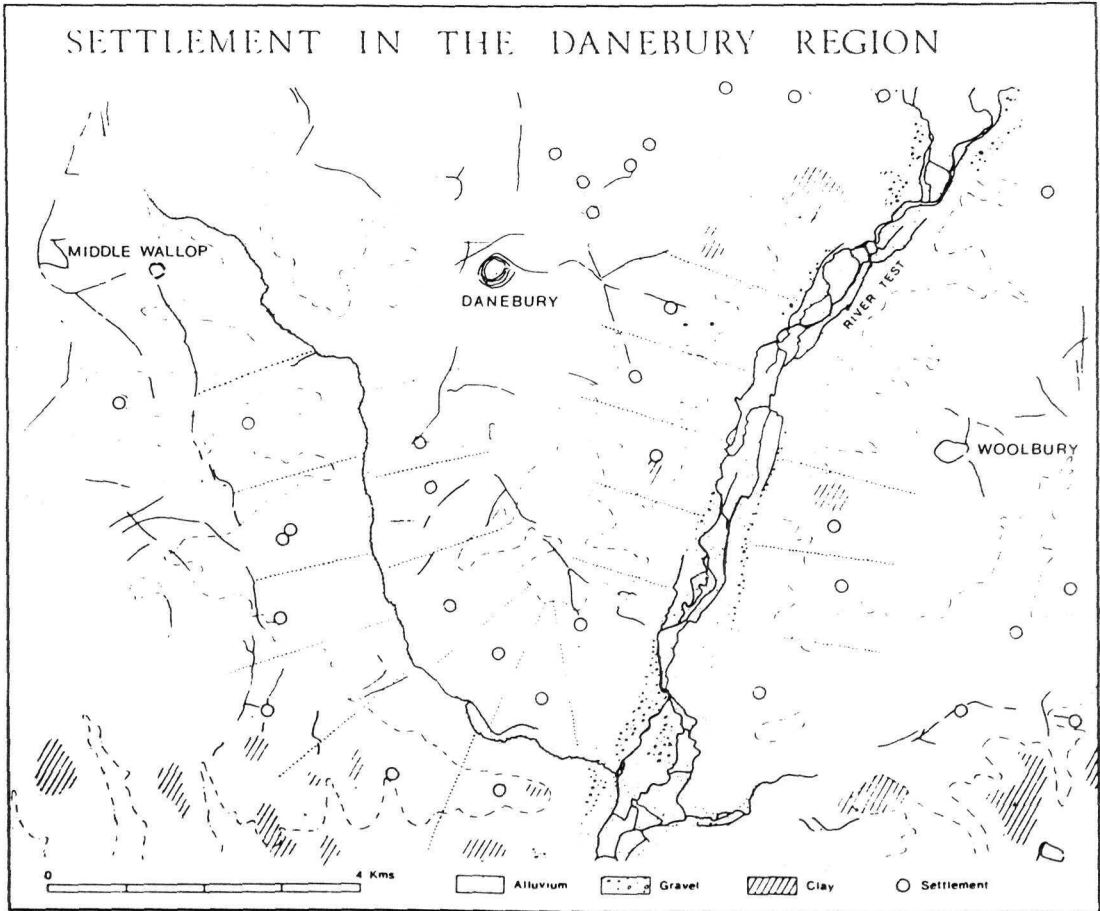 SETTLEMENT IN THE DANEBURY REGION
MIDDLE WALLOP
DANEBURY
RIVER TEST
WOOLBURY
0 4 Kms
Alluvium Gravel Clay Settlement